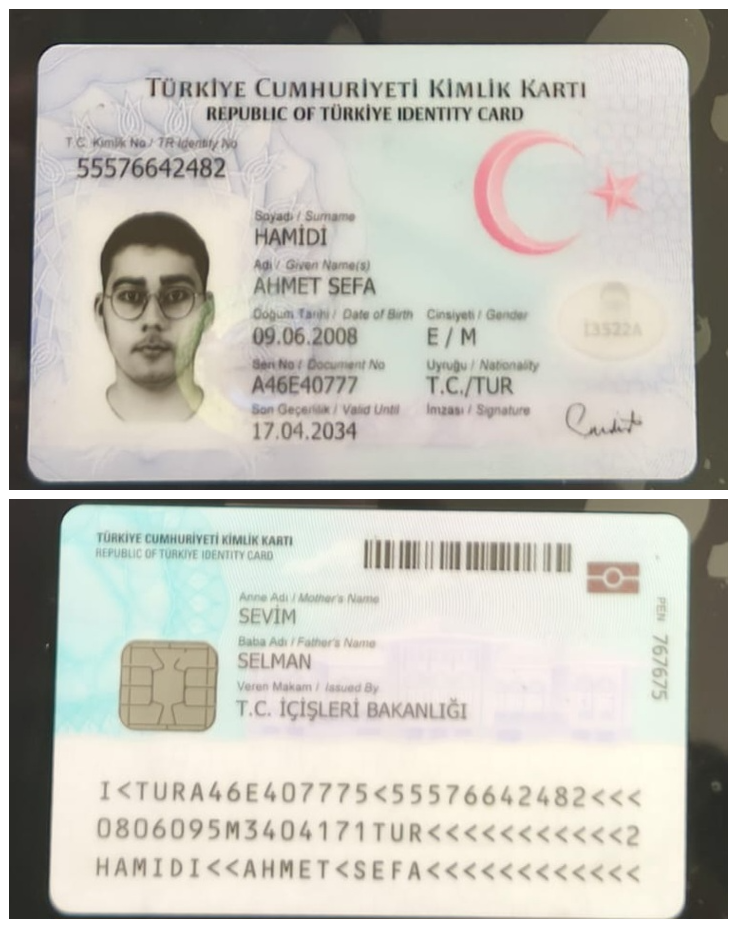 TÜRKİYE CUMHURİYETİ KİMLİK KARTI
REPUBLIC OF TÜRKİYE IDENTITY CARD
T.C. Kimlik No / TR Identity No
55576642482
Soyadı / Surname
HAMİDİ
Adı / Given Name(s)
AHMET SEFA
Doğum Tarihi / Date of Birth Cinsiyeti / Gender
09.06.2008 E / M
Seri No / Document No Uyruğu / Nationality
A46E40777 T.C./TUR
Son Geçerlilik / Valid Until İmzası / Signature
17.04.2034
TÜRKİYE CUMHURİYETİ KİMLİK KARTI
REPUBLIC OF TÜRKİYE IDENTITY CARD
Anne Adı / Mother's Name
SEVİM
Baba Adı / Father's Name
SELMAN
Veren Makam / Issued By
T.C. İÇİŞLERİ BAKANLIĞI
PEN 767675
I<TURA46E407775<55576642482<<<
0806095M3404171TUR<<<<<<<<<<<2
HAMIDI<<AHMET<SEFA<<<<<<<<<<<<